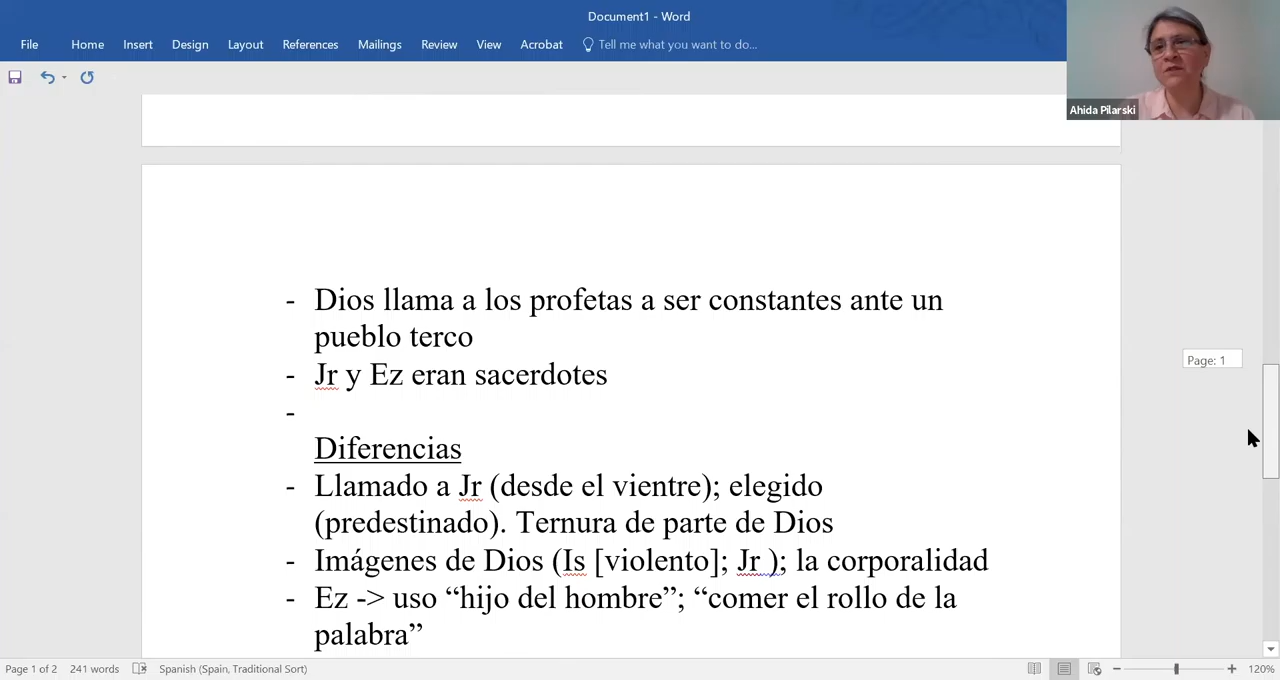 Document1 - Word
File Home Insert Design Layout References Mailings Review View Acrobat Tell me what you want to do...
Ahida Pilarski
- Dios llama a los profetas a ser constantes ante un
pueblo terco
- Jr y Ez eran sacerdotes
-
Diferencias
- Llamado a Jr (desde el vientre); elegido
(predestinado). Ternura de parte de Dios
- Imágenes de Dios (Is [violento]; Jr ); la corporalidad
- Ez -> uso “hijo del hombre”; “comer el rollo de la
palabra”
Page: 1
Page 1 of 2 241 words Spanish (Spain, Traditional Sort) 120%